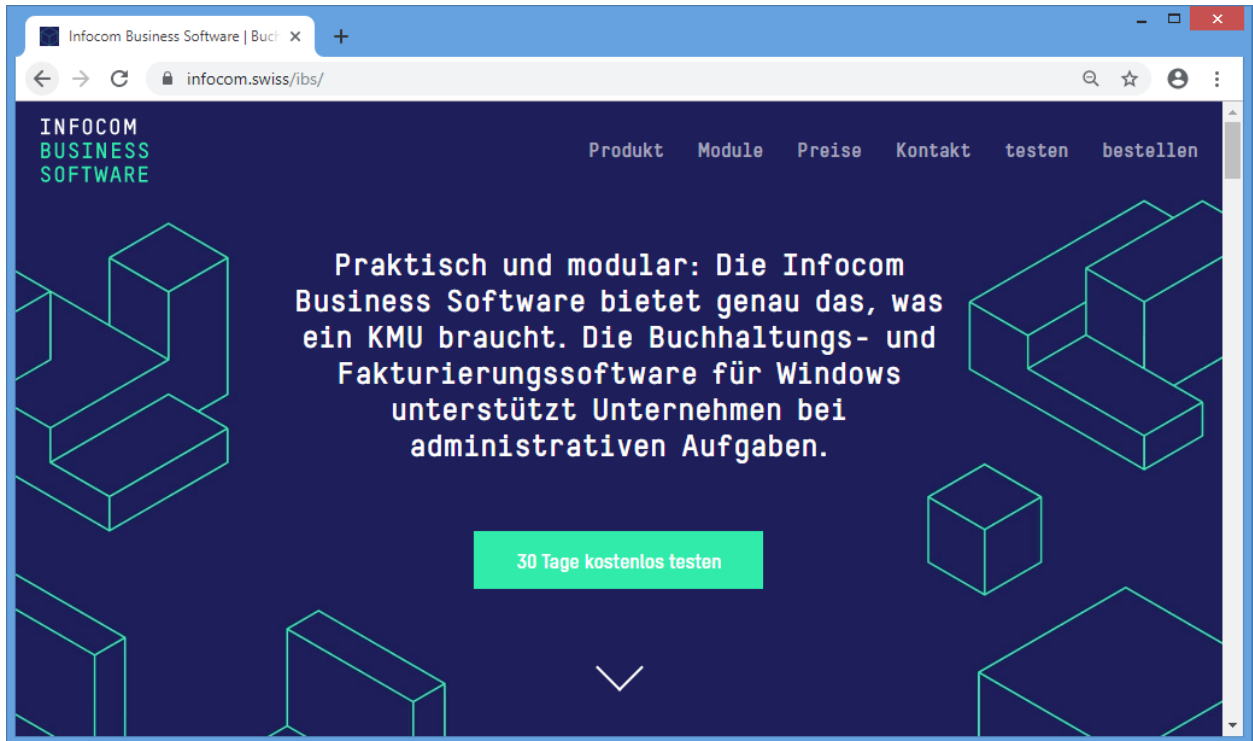 Infocom Business Software | Buch
infocom.swiss/ibs/
INFOCOM
BUSINESS
SOFTWARE
Produkt Module Preise Kontakt testen bestellen
Praktisch und modular: Die Infocom
Business Software bietet genau das, was
ein KMU braucht. Die Buchhaltungs- und
Fakturierungssoftware für Windows
unterstützt Unternehmen bei
administrativen Aufgaben.
30 Tage kostenlos testen